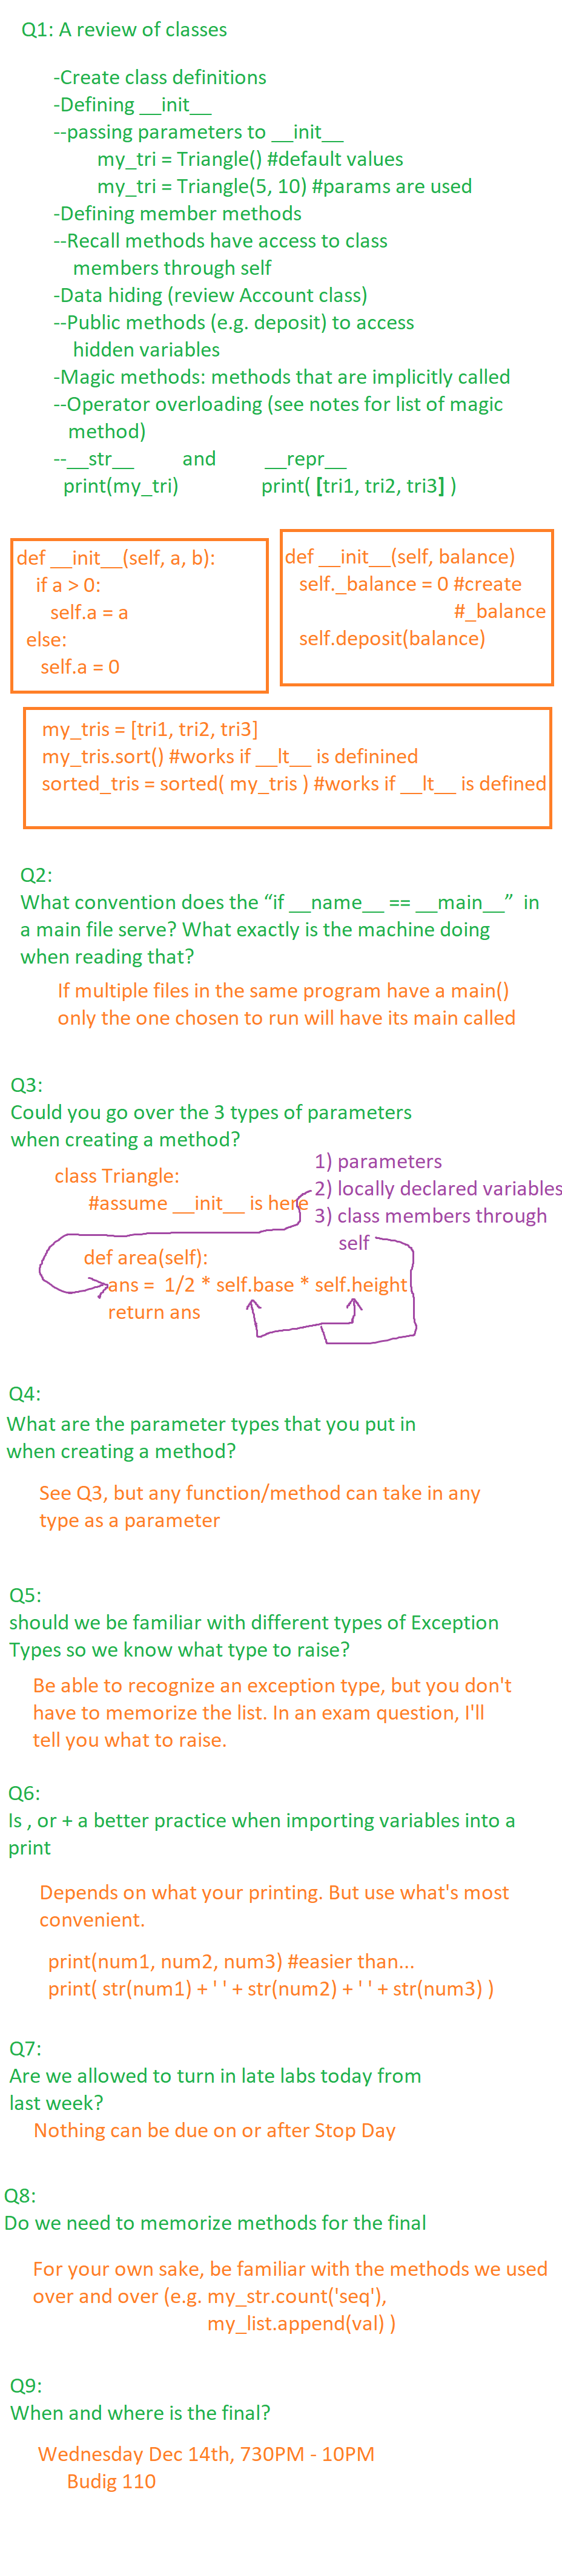 Q1: A review of classes
-Create class definitions
-Defining __init__
--passing parameters to __init__
my_tri = Triangle() #default values
my_tri = Triangle(5, 10) #params are used
-Defining member methods
--Recall methods have access to class
members through self
-Data hiding (review Account class)
--Public methods (e.g. deposit) to access
hidden variables
-Magic methods: methods that are implicitly called
--Operator overloading (see notes for list of magic
method)
--__str__ and __repr__
print(my_tri) print( [tri1, tri2, tri3] )
def __init__(self, a, b):
if a > 0:
self.a = a
else:
self.a = 0
def __init__(self, balance)
self._balance = 0 #create
#_balance
self.deposit(balance)
my_tris = [tri1, tri2, tri3]
my_tris.sort() #works if __lt__ is definined
sorted_tris = sorted( my_tris ) #works if __lt__ is defined
Q2:
What convention does the “if __name__ == __main__” in
a main file serve? What exactly is the machine doing
when reading that?
If multiple files in the same program have a main()
only the one chosen to run will have its main called
Q3:
Could you go over the 3 types of parameters
when creating a method?
class Triangle:
#assume __init__ is here
def area(self):
ans = 1/2 * self.base * self.height
return ans
1) parameters
2) locally declared variables
3) class members through
self
Q4:
What are the parameter types that you put in
when creating a method?
See Q3, but any function/method can take in any
type as a parameter
Q5:
should we be familiar with different types of Exception
Types so we know what type to raise?
Be able to recognize an exception type, but you don't
have to memorize the list. In an exam question, I'll
tell you what to raise.
Q6:
Is , or + a better practice when importing variables into a
print
Depends on what your printing. But use what's most
convenient.
print(num1, num2, num3) #easier than...
print( str(num1) + ' ' + str(num2) + ' ' + str(num3) )
Q7:
Are we allowed to turn in late labs today from
last week?
Nothing can be due on or after Stop Day
Q8:
Do we need to memorize methods for the final
For your own sake, be familiar with the methods we used
over and over (e.g. my_str.count('seq'),
my_list.append(val) )
Q9:
When and where is the final?
Wednesday Dec 14th, 730PM - 10PM
Budig 110